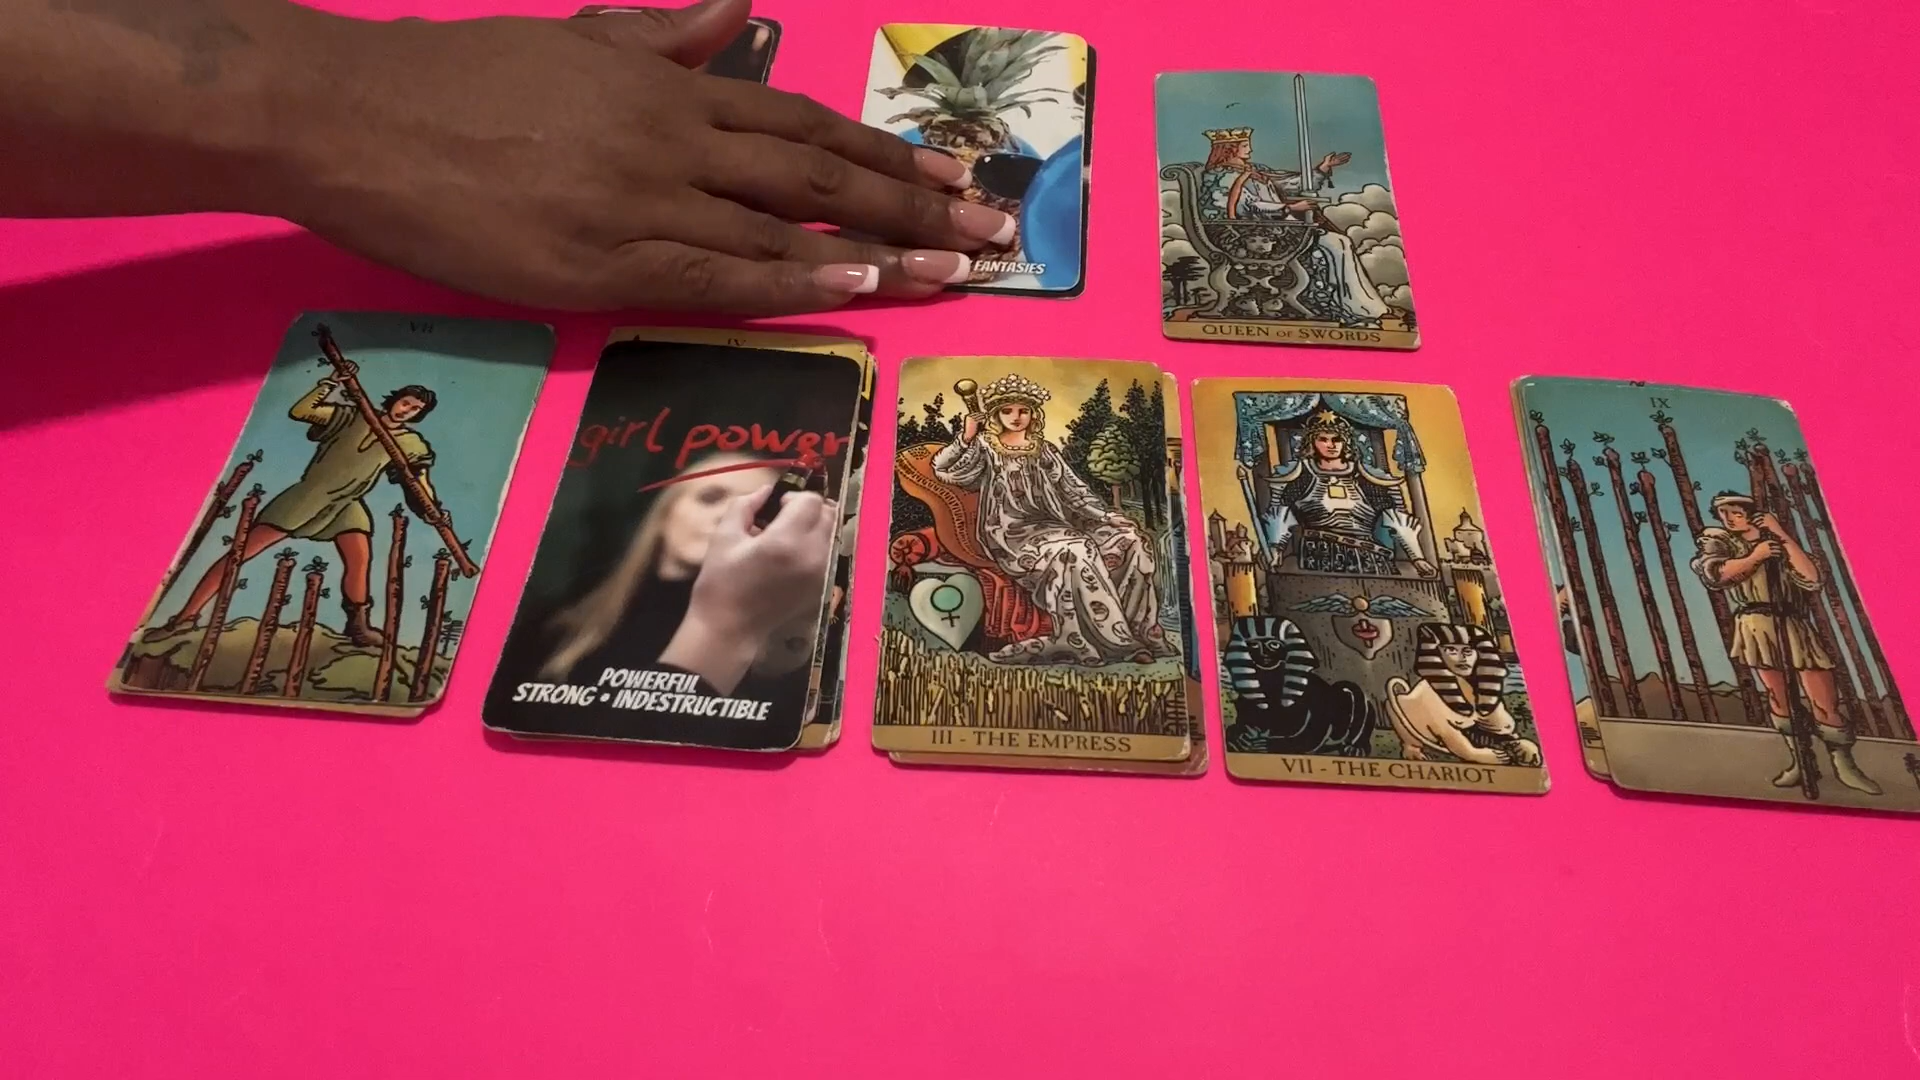 FANTASIES
QUEEN OF SWORDS
VII
IV
girl power
POWERFUL
STRONG • INDESTRUCTIBLE
III - THE EMPRESS
VII - THE CHARIOT
IX